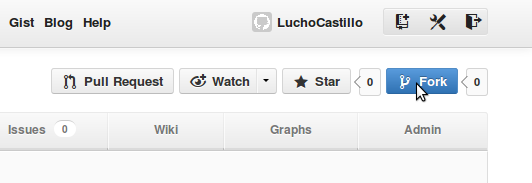 Gist Blog Help LuchoCastillo
Pull Request Watch Star 0 Fork 0
Issues 0 Wiki Graphs Admin